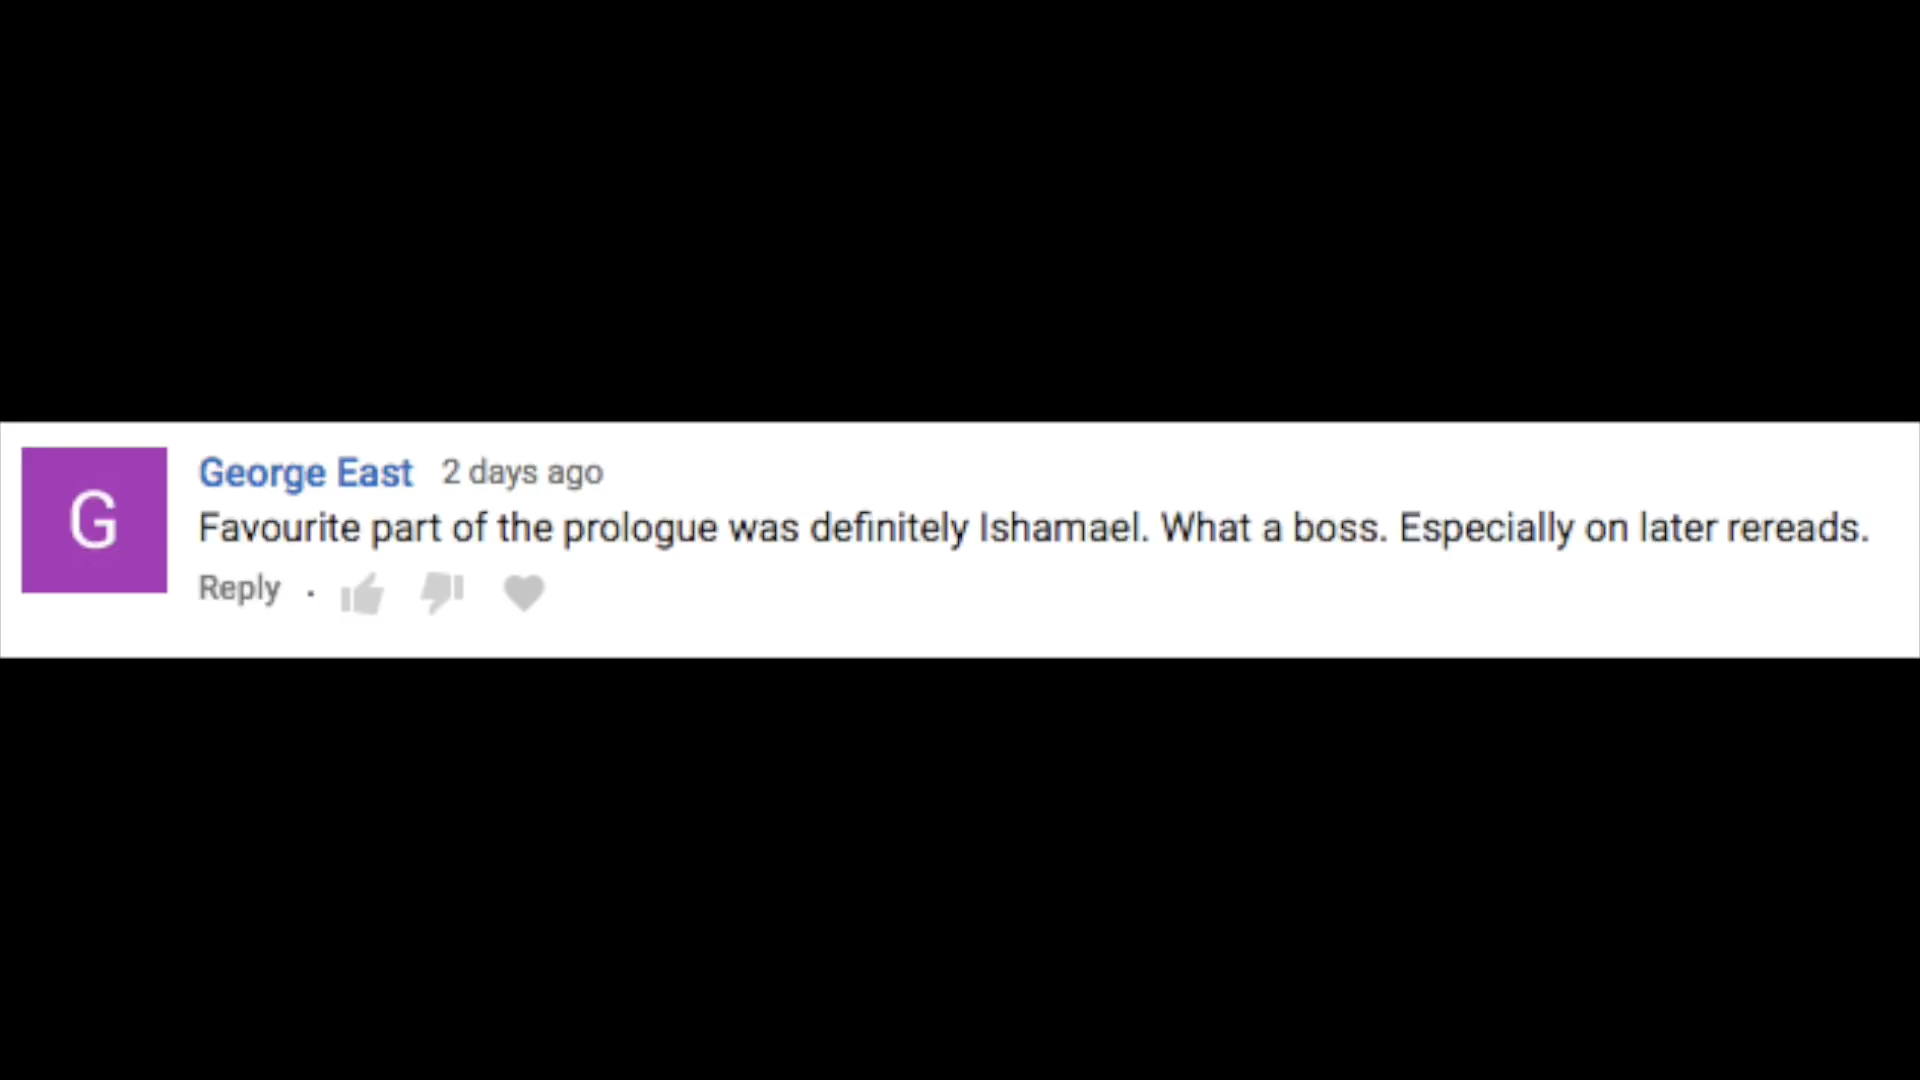 G
George East 2 days ago
Favourite part of the prologue was definitely Ishamael. What a boss. Especially on later rereads.
Reply .